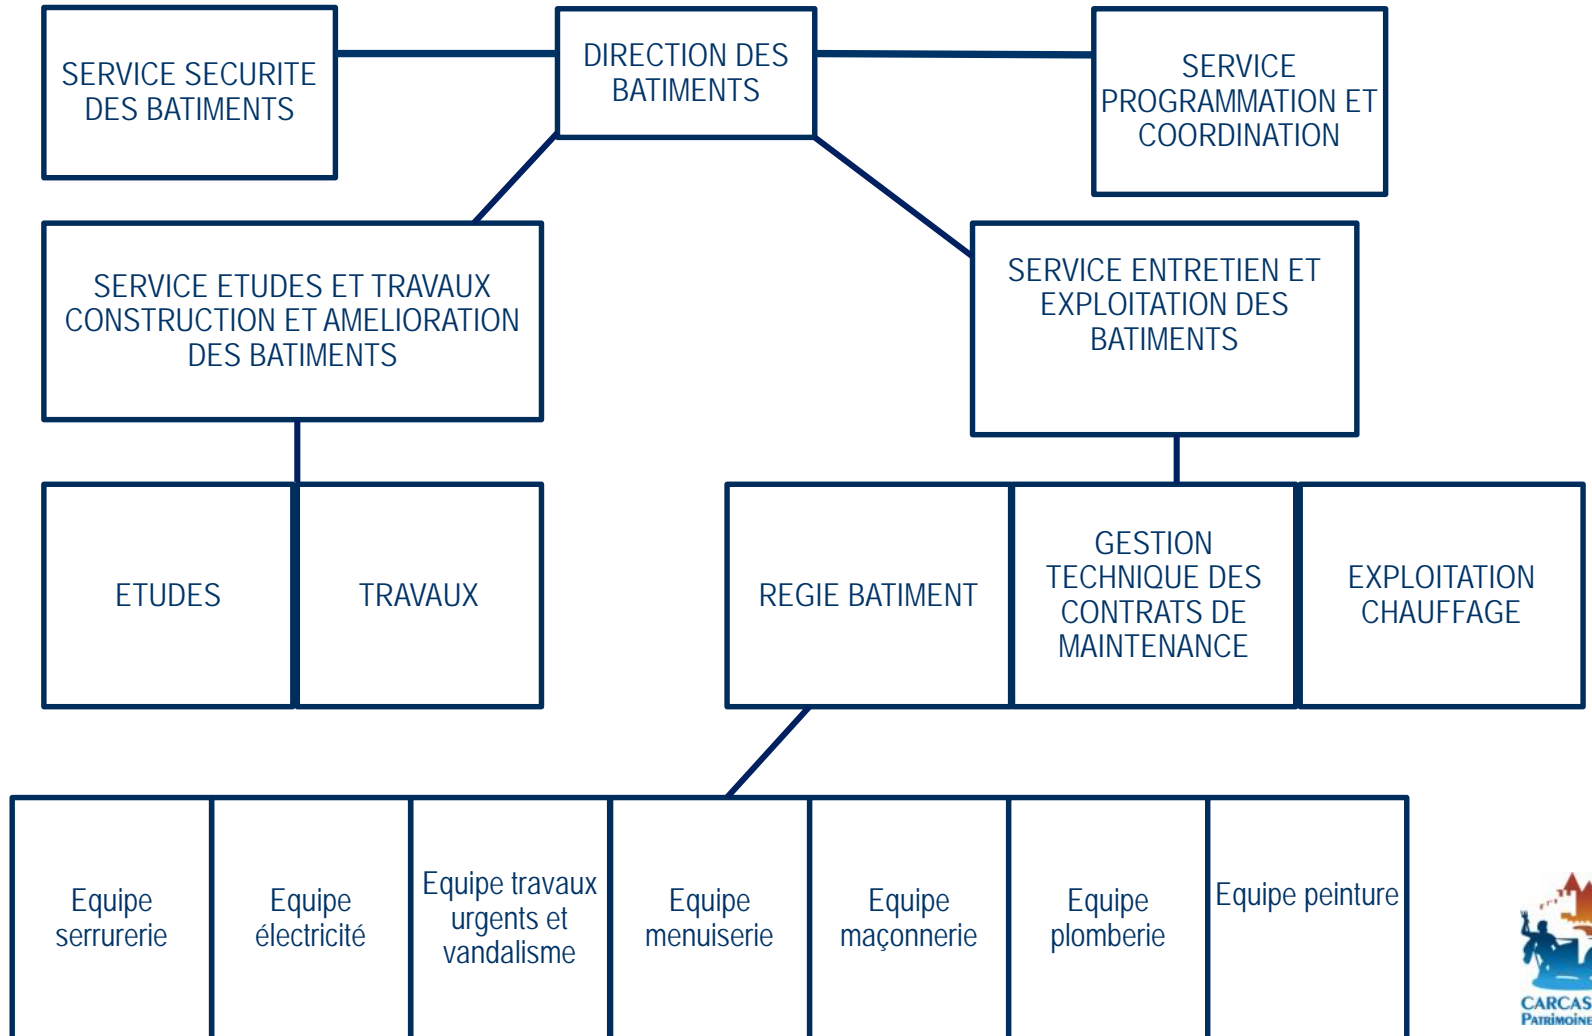 SERVICE SECURITE
DES BATIMENTS
DIRECTION DES
BATIMENTS
SERVICE
PROGRAMMATION ET
COORDINATION
SERVICE ETUDES ET TRAVAUX
CONSTRUCTION ET AMELIORATION
DES BATIMENTS
SERVICE ENTRETIEN ET
EXPLOITATION DES
BATIMENTS
ETUDES
TRAVAUX
REGIE BATIMENT
GESTION
TECHNIQUE DES
CONTRATS DE
MAINTENANCE
EXPLOITATION
CHAUFFAGE
Equipe
serrurerie
Equipe
électricité
Equipe travaux
urgents et
vandalisme
Equipe
menuiserie
Equipe
maçonnerie
Equipe
plomberie
Equipe peinture
CARCAS
PATRIMOINE